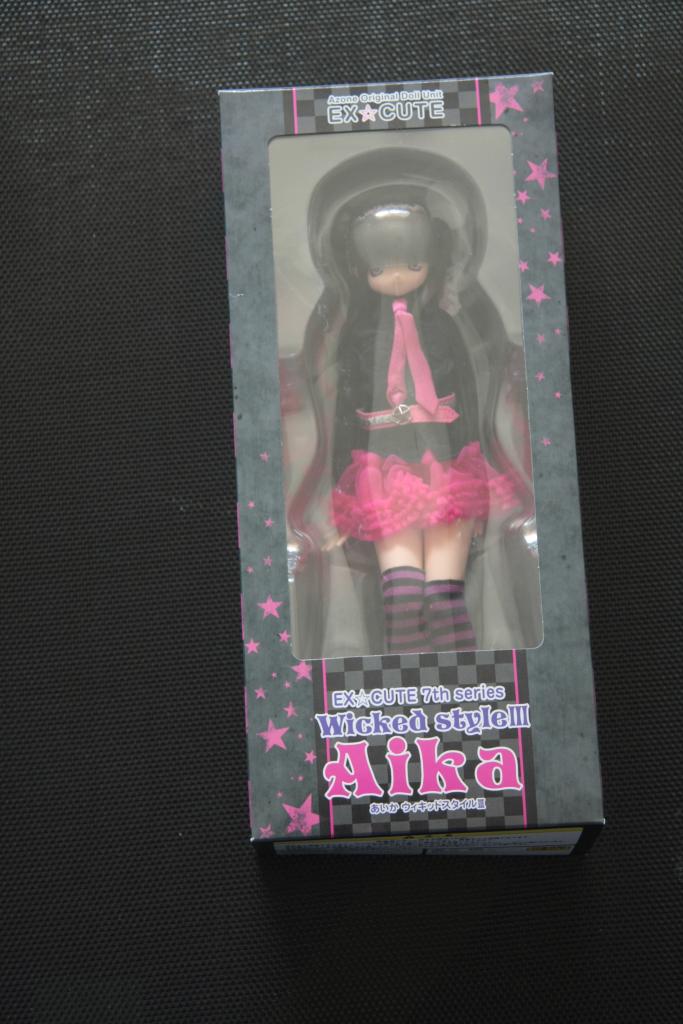 Azone Original Doll Unit
EX☆CUTE
EX☆CUTE 7th series
Wicked styleⅢ
Aika
あいか ウィキッドスタイルⅢ